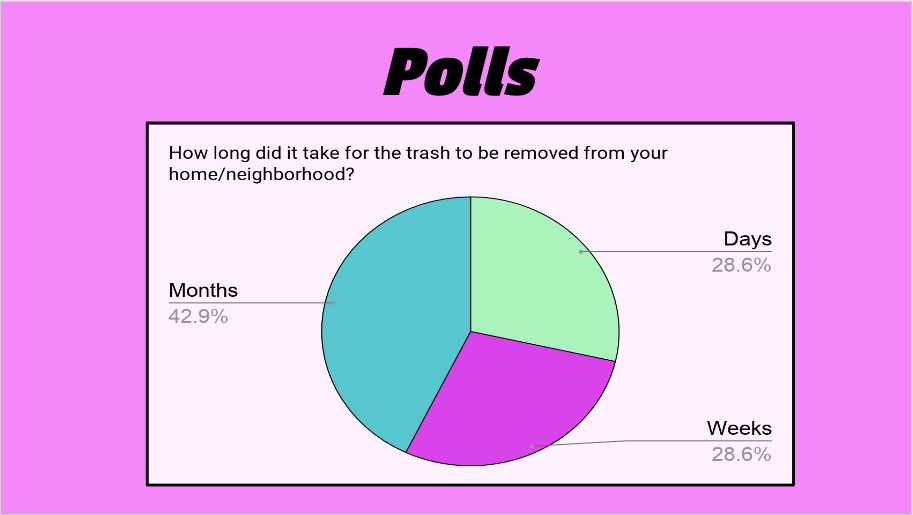 Polls
How long did it take for the trash to be removed from your
home/neighborhood?
Days
28.6%
Months
42.9%
Weeks
28.6%